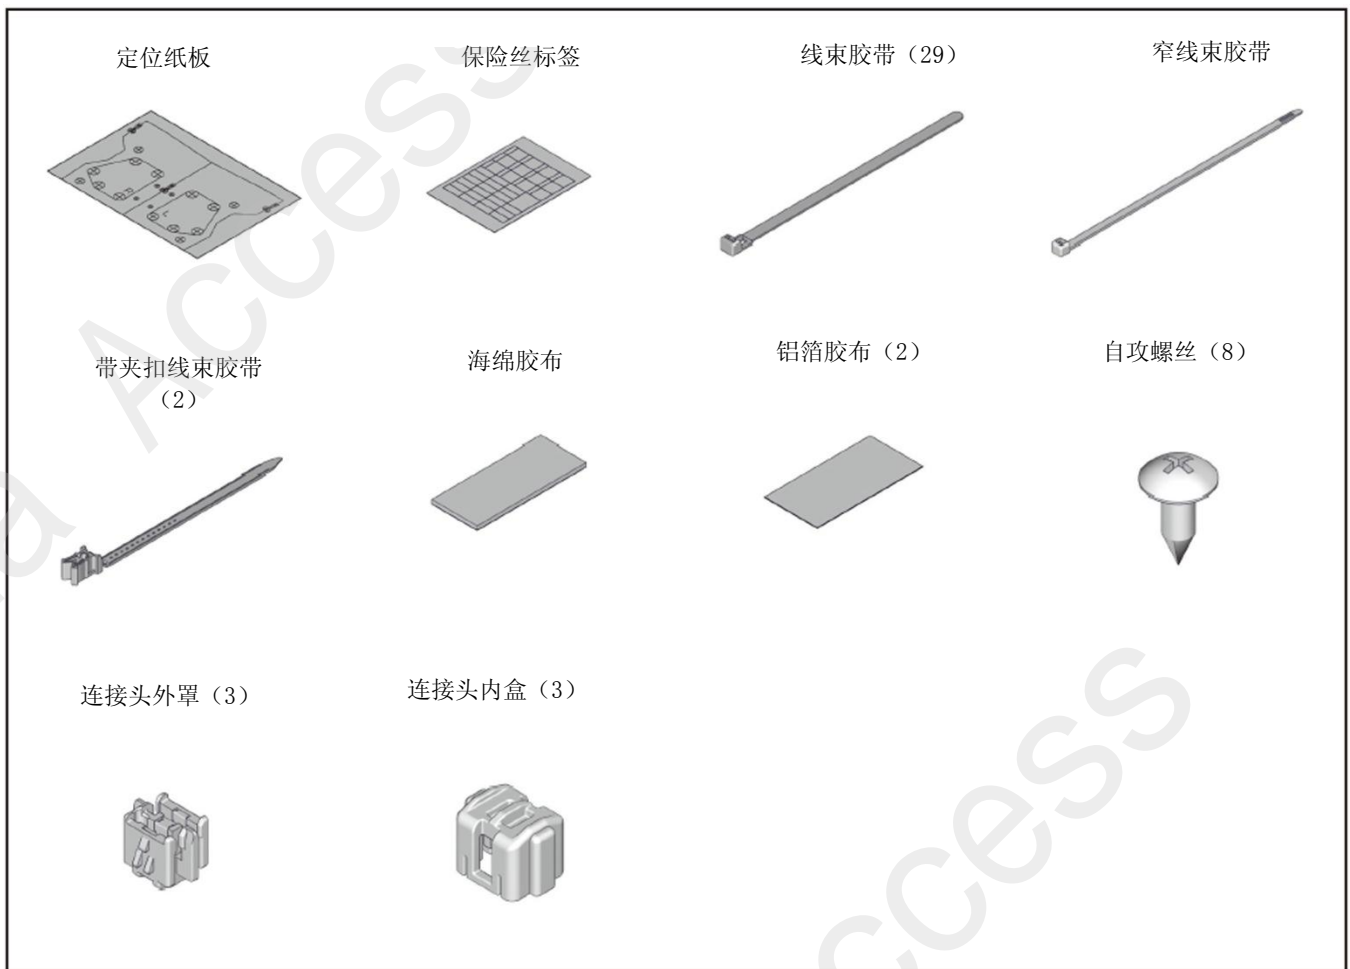 定位纸板
保险丝标签
线束胶带（29）
窄线束胶带
带夹扣线束胶带
（2）
海绵胶布
铝箔胶布（2）
自攻螺丝（8）
连接头外罩（3）
连接头内盒（3）
a Access
Access